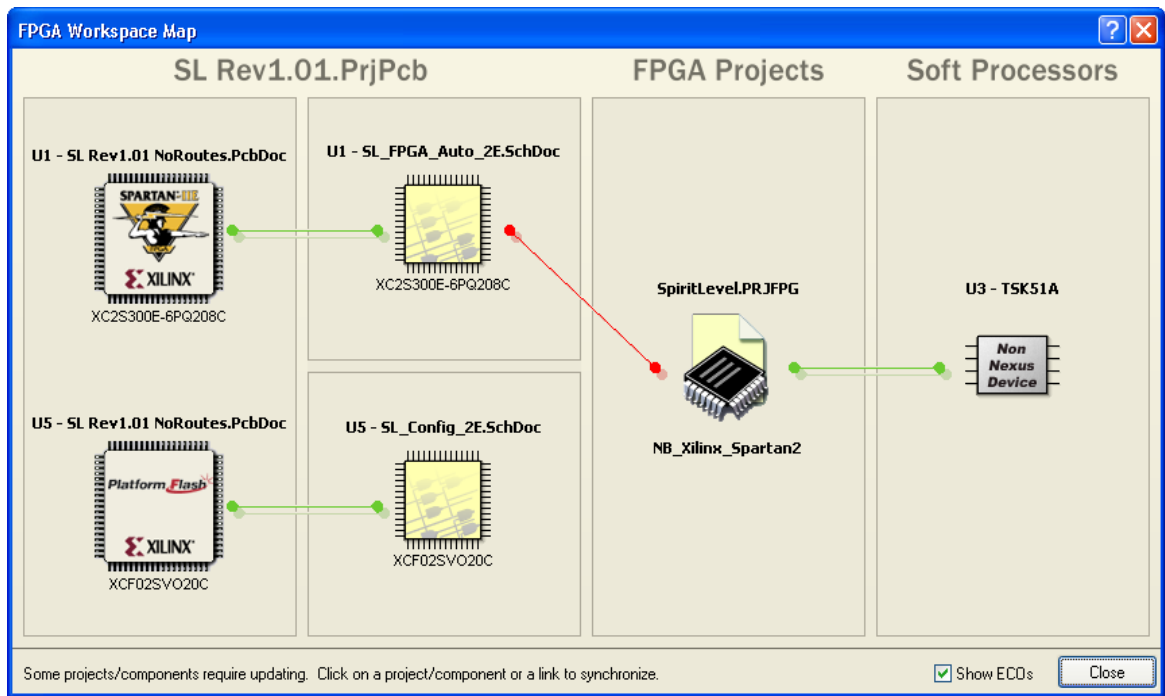 FPGA Workspace Map
SL Rev1.01.PrjPcb
FPGA Projects
Soft Processors
U1 - SL Rev1.01 NoRoutes.PcbDoc
SPARTAN-IIE
FPGA
XILINX
XC2S300E-6PQ208C
U1 - SL_FPGA_Auto_2E.SchDoc
XC2S300E-6PQ208C
SpiritLevel.PRJFPG
NB_Xilinx_Spartan2
U3 - TSK51A
Non
Nexus
Device
U5 - SL Rev1.01 NoRoutes.PcbDoc
Platform Flash
XILINX
XCF02SVO20C
U5 - SL_Config_2E.SchDoc
XCF02SVO20C
Some projects/components require updating. Click on a project/component or a link to synchronize.
Show ECOs
Close